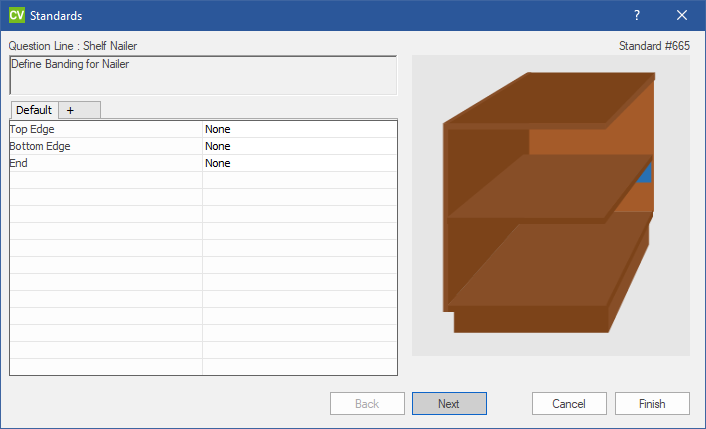 CV Standards ?
Question Line : Shelf Nailer Standard #665
Define Banding for Nailer
Default +
Top Edge None
Bottom Edge None
End None
Back Next Cancel Finish